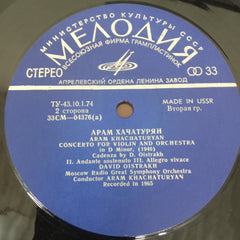 МИНИСТЕРСТВО КУЛЬТУРЫ СССР
МЕЛОДИЯ
ВСЕСОЮЗНАЯ ФИРМА ГРАМПЛАСТИНОК
СТЕРЕО
33
АПРЕЛЕВСКИЙ ОРДЕНА ЛЕНИНА ЗАВОД
ТУ-43.10.1.74
2 сторона
33СМ—04376(а)
MADE IN USSR
Вторая гр.
АРАМ ХАЧАТУРЯН
ARAM KHACHATURYAN
CONCERTO FOR VIOLIN AND ORCHESTRA
in D Minor, (1940)
Cadenza by D. Oistrakh
II. Andante sostenuto III. Allegro vivace
DAVID OISTRAKH
Moscow Radio Great Symphony Orchestra
Conductor ARAM KHACHATURYAN
Recorded in 1965